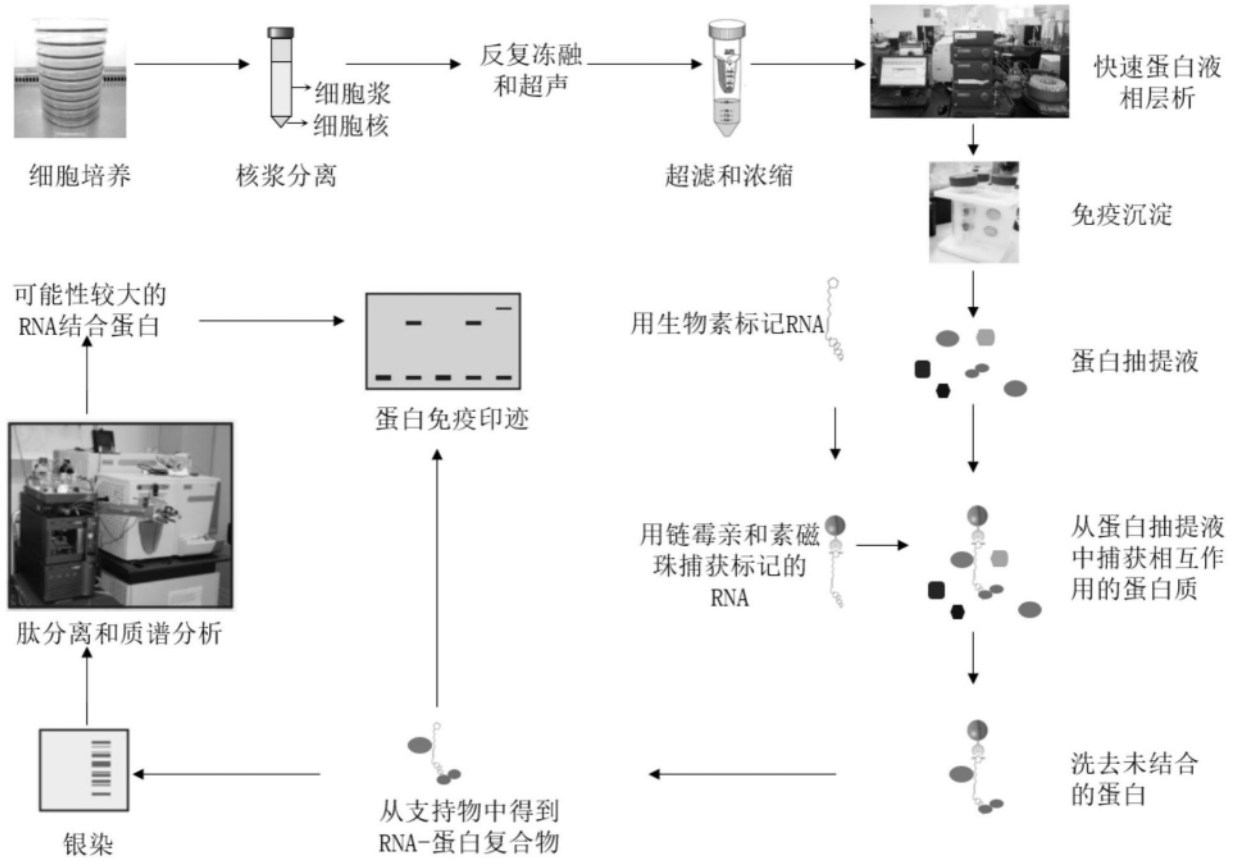 细胞培养
细胞浆
细胞核
核浆分离
反复冻融
和超声
超滤和浓缩
快速蛋白液
相层析
免疫沉淀
用生物素标记RNA
蛋白抽提液
用链霉亲和素磁
珠捕获标记的
RNA
从蛋白抽提液
中捕获相互作
用的蛋白质
洗去未结合
的蛋白
从支持物中得到
RNA-蛋白复合物
银染
肽分离和质谱分析
可能性较大的
RNA结合蛋白
蛋白免疫印迹